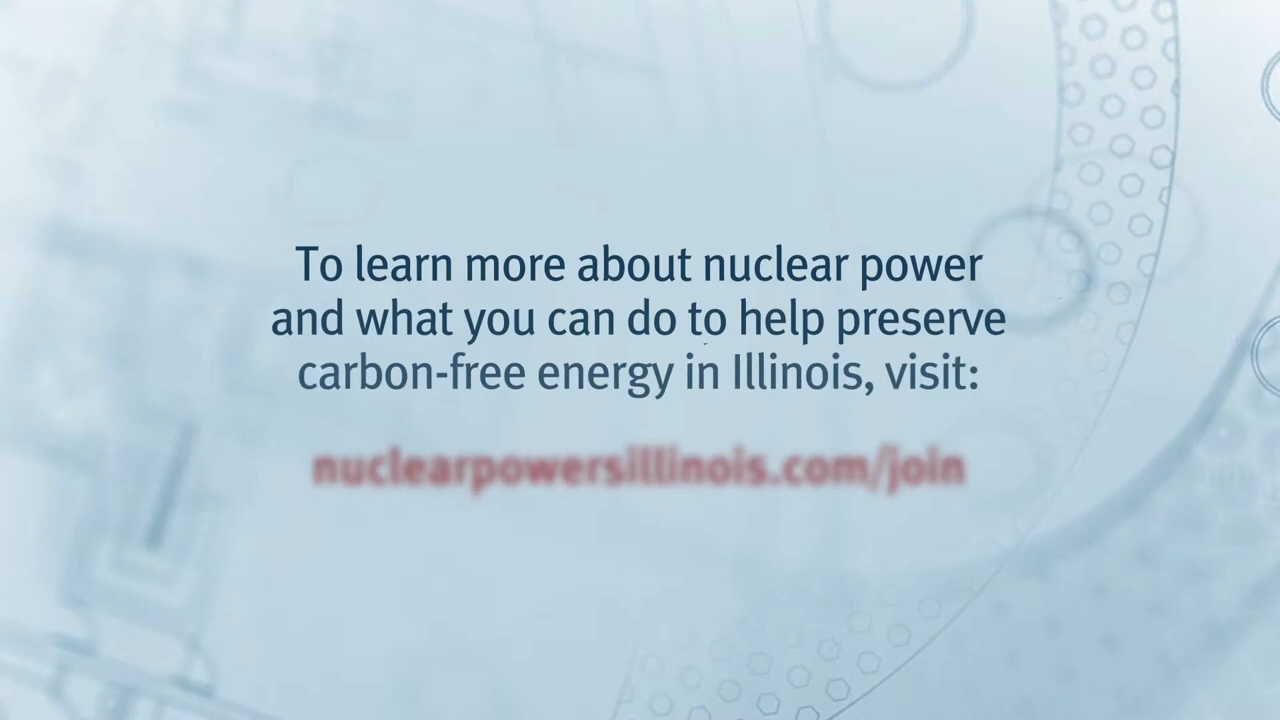 To learn more about nuclear power
and what you can do to help preserve
carbon-free energy in Illinois, visit:
nuclearpowersillinois.com/join